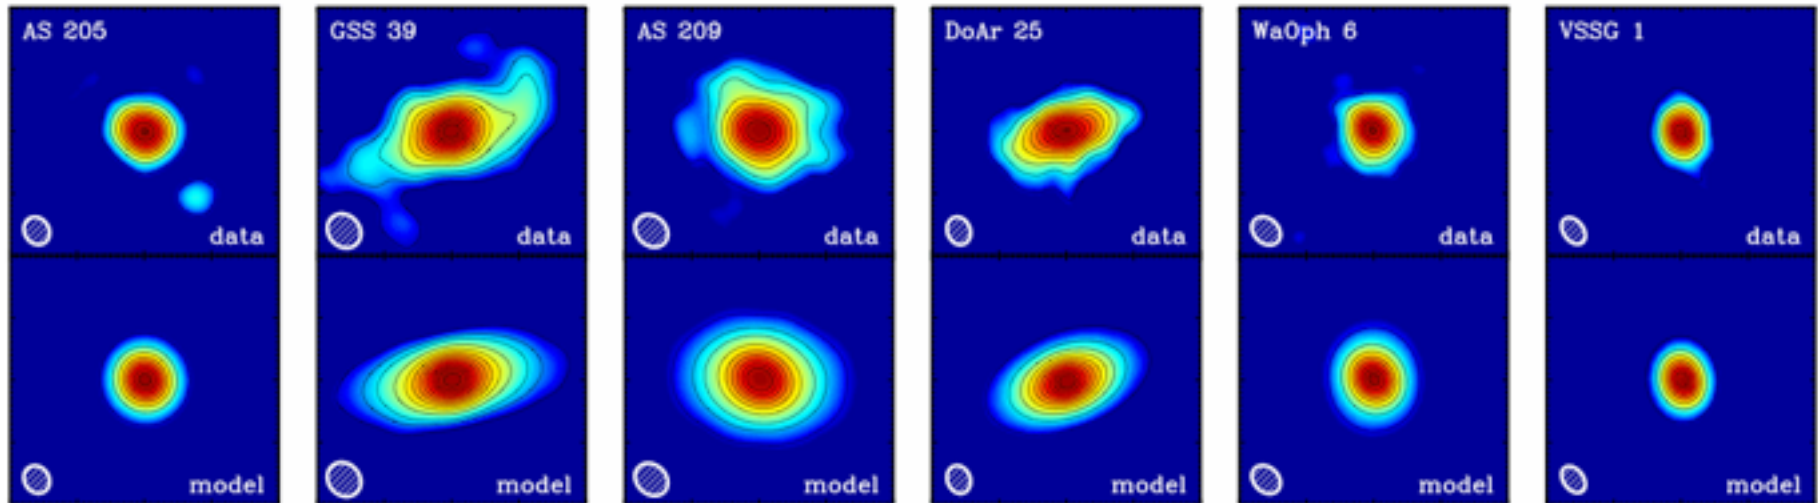 AS 205
GSS 39
AS 209
DoAr 25
WaOph 6
VSSG 1
data
data
data
data
data
data
model
model
model
model
model
model